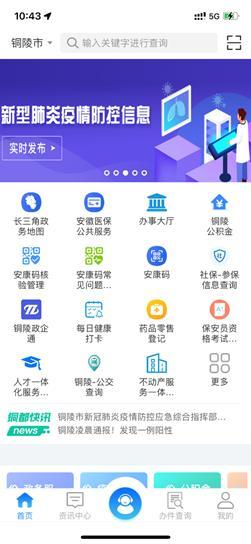 10:43
5G
铜陵市
输入关键字进行查询
新型肺炎疫情防控信息
实时发布
长三角政 安徽医保 办事大厅 铜陵
务地图 公共服务 公积金
安康码核 安康码常 安康码 社保-参保
验管理 见问题... 信息查询
铜陵政企 每日健康 药品零售 保安员资
通 打卡 登记 格考试...
人才一体 铜陵-公交 不动产服 更多
化服务... 查询 务一体...
铜都快讯 铜陵市新冠肺炎疫情防控应急综合指挥部...
news 铜陵凌晨通报！发现一例阳性
首页 资讯中心 办件查询 我的